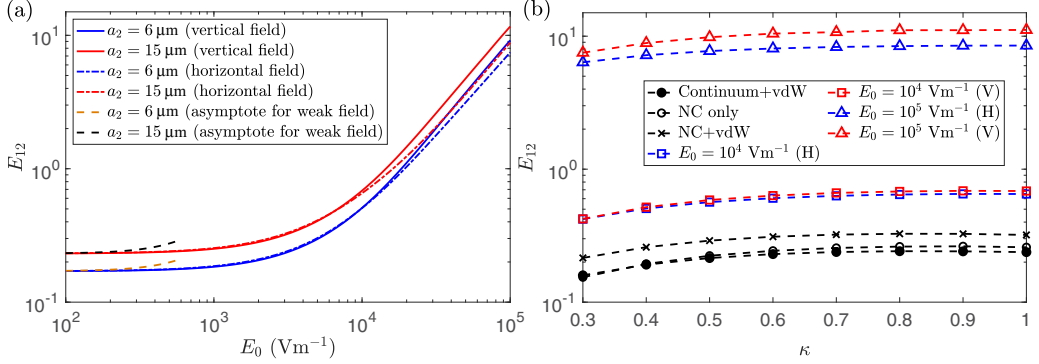 (a)
10¹
10⁰
10⁻¹
E₁₂
a₂ = 6 μm (vertical field)
a₂ = 15 μm (vertical field)
a₂ = 6 μm (horizontal field)
a₂ = 15 μm (horizontal field)
a₂ = 6 μm (asymptote for weak field)
a₂ = 15 μm (asymptote for weak field)
10² 10³ 10⁴ 10⁵
E₀ (Vm⁻¹)
(b)
10¹
10⁰
10⁻¹
E₁₂
Continuum+vdW
NC only
NC+vdW
E₀ = 10⁴ Vm⁻¹ (H)
E₀ = 10⁴ Vm⁻¹ (V)
E₀ = 10⁵ Vm⁻¹ (H)
E₀ = 10⁵ Vm⁻¹ (V)
0.3 0.4 0.5 0.6 0.7 0.8 0.9 1
κ